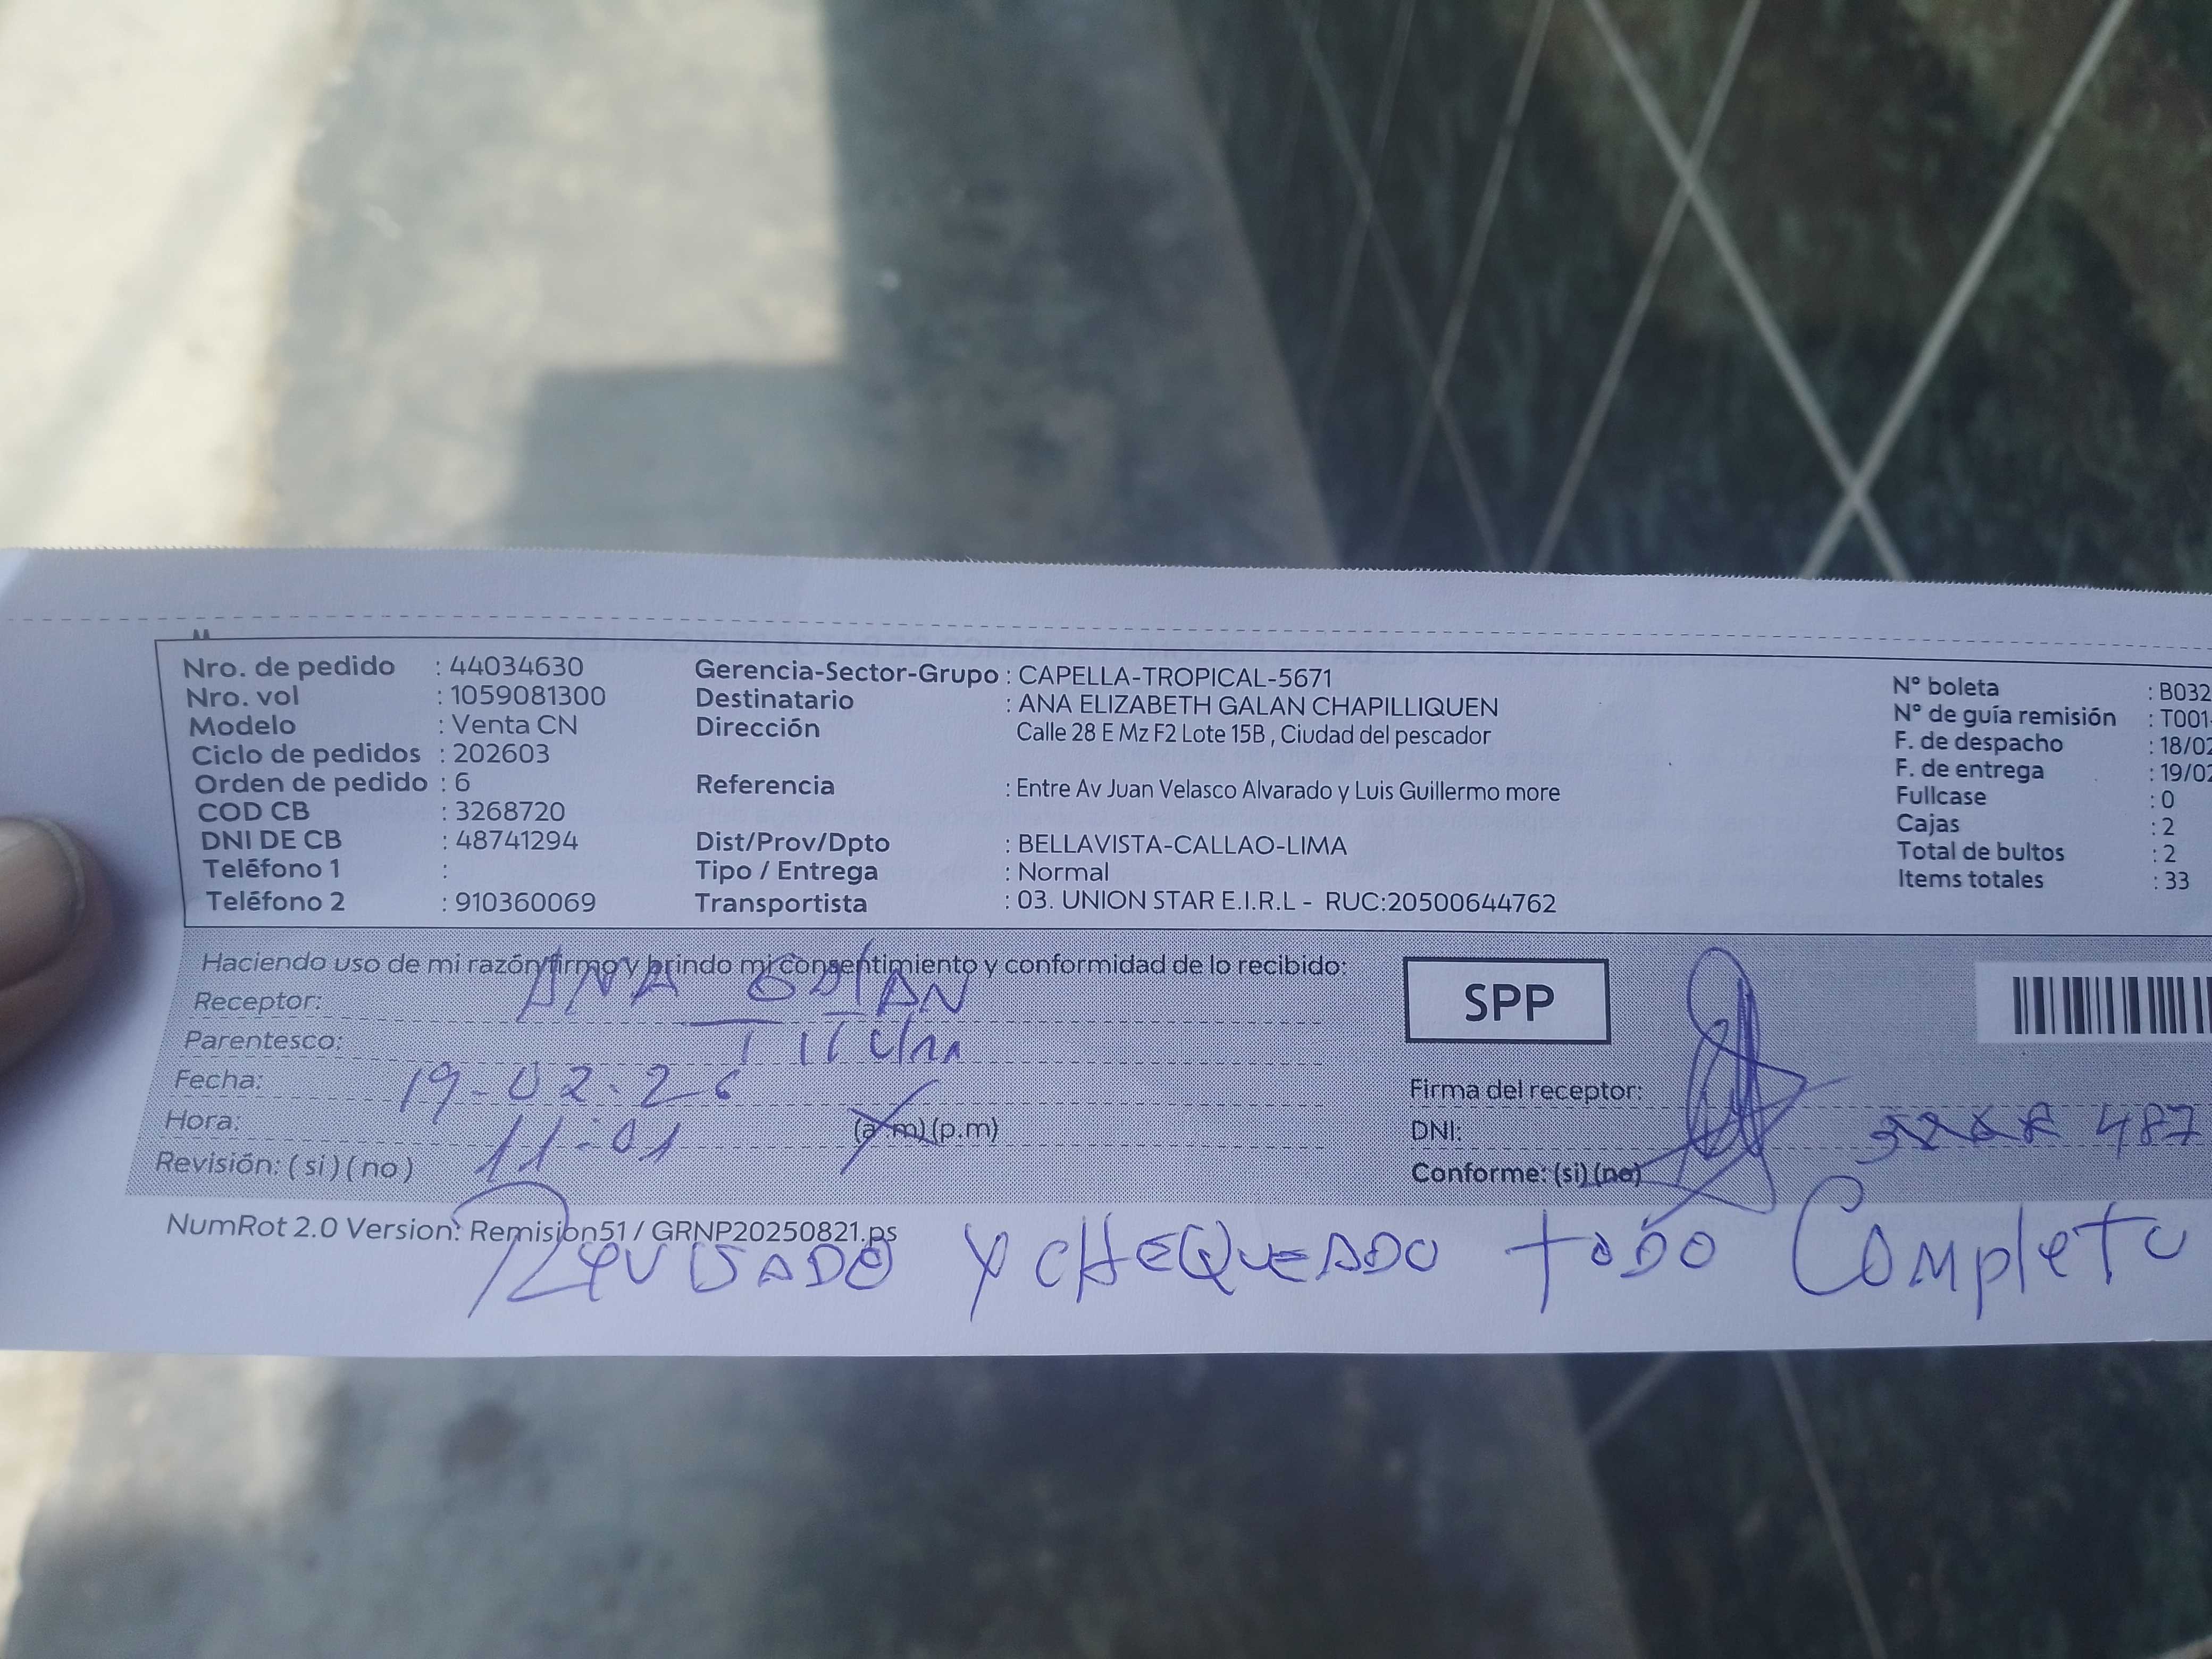 Nro. de pedido : 44034630
Nro. vol : 1059081300
Modelo : Venta CN
Ciclo de pedidos : 202603
Orden de pedido : 6
COD CB : 3268720
DNI DE CB : 48741294
Teléfono 1 :
Teléfono 2 : 910360069
Gerencia-Sector-Grupo : CAPELLA-TROPICAL-5671
Destinatario : ANA ELIZABETH GALAN CHAPILLIQUEN
Dirección Calle 28 E Mz F2 Lote 15B , Ciudad del pescador
Referencia : Entre Av Juan Velasco Alvarado y Luis Guillermo more
Dist/Prov/Dpto : BELLAVISTA-CALLAO-LIMA
Tipo / Entrega : Normal
Transportista : 03. UNION STAR E.I.R.L - RUC:20500644762
N° boleta : B032
N° de guía remisión : T001-
F. de despacho : 18/02
F. de entrega : 19/02
Fullcase : 0
Cajas : 2
Total de bultos : 2
Items totales : 33
Haciendo uso de mi razón firmo y brindo mi consentimiento y conformidad de lo recibido:
Receptor: ANA GALAN
Parentesco:
Fecha: 19-02-26
Hora: 11:01 (a.m)(p.m)
Revisión: (si)(no)
SPP
Firma del receptor:
DNI: 487
Conforme: (si)(no)
NumRot 2.0 Version: Remision51 / GRNP20250821.ps
Y CHEQUEADO TODO Completo